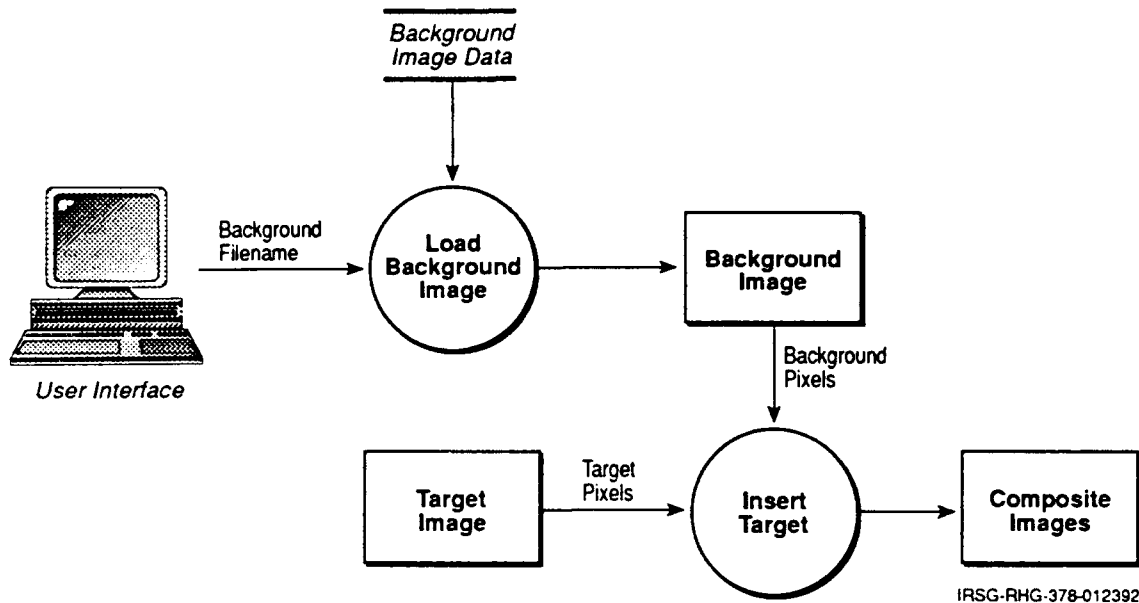 Background
Image Data
Background
Filename
Load
Background
Image
Background
Image
User Interface
Background
Pixels
Target
Image
Target
Pixels
Insert
Target
Composite
Images
IRSG-RHG-378-012392